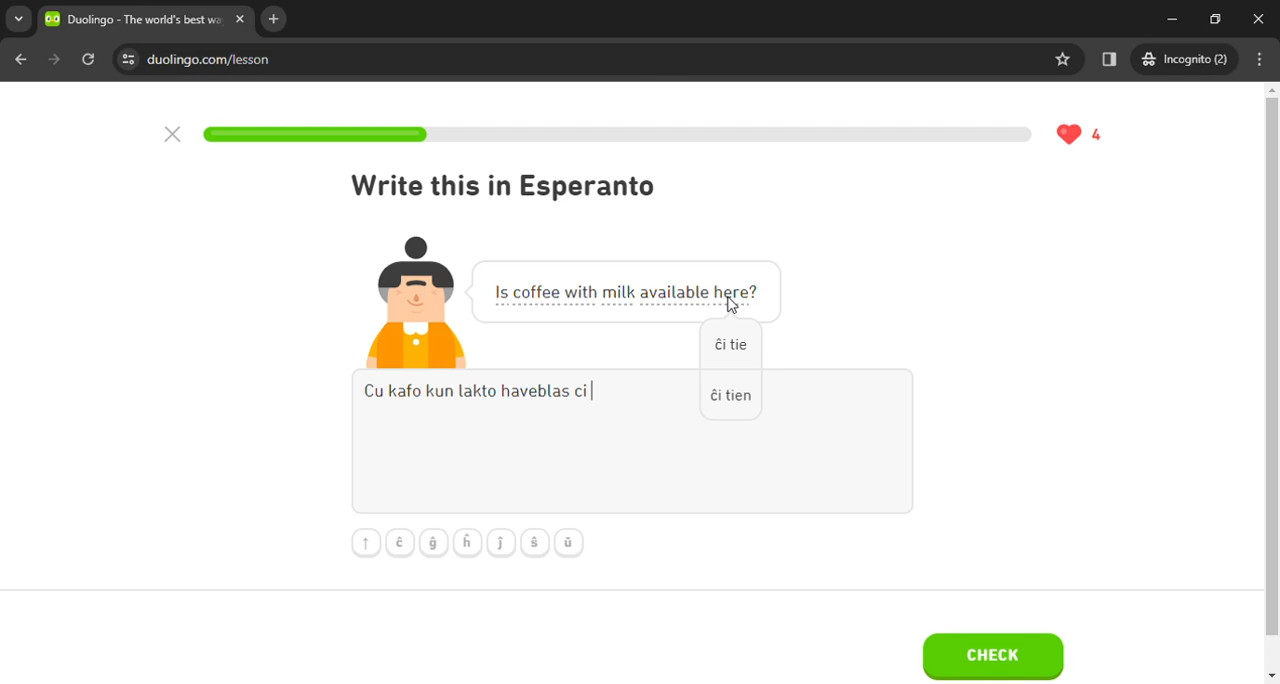 Duolingo - The world's best wa
duolingo.com/lesson
Incognito (2)
4
Write this in Esperanto
Is coffee with milk available here?
ĉi tie
ĉi tien
Cu kafo kun lakto haveblas ci
↑ ĉ ĝ ĥ ĵ ŝ ŭ
CHECK